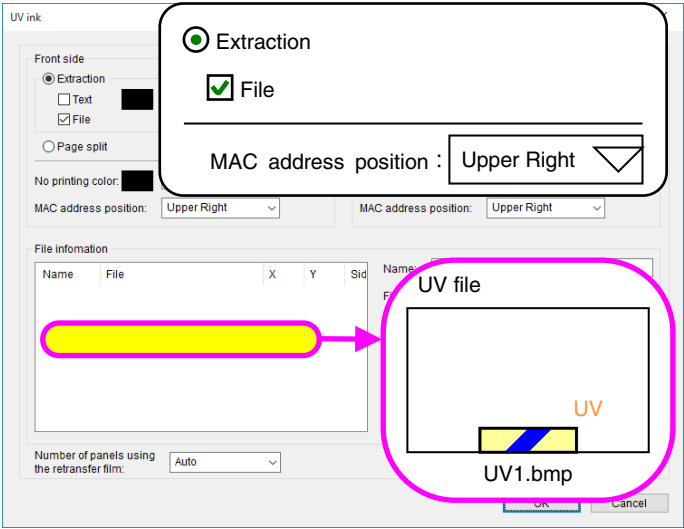 UV ink
Front side
Extraction
Text
File
Page split
No printing color:
MAC address position: Upper Right
MAC address position: Upper Right
Extraction
File
MAC address position : Upper Right
File infomation
Name File X Y Sid
Name:
UV file
UV
UV1.bmp
Number of panels using
the retransfer film: Auto
OK Cancel